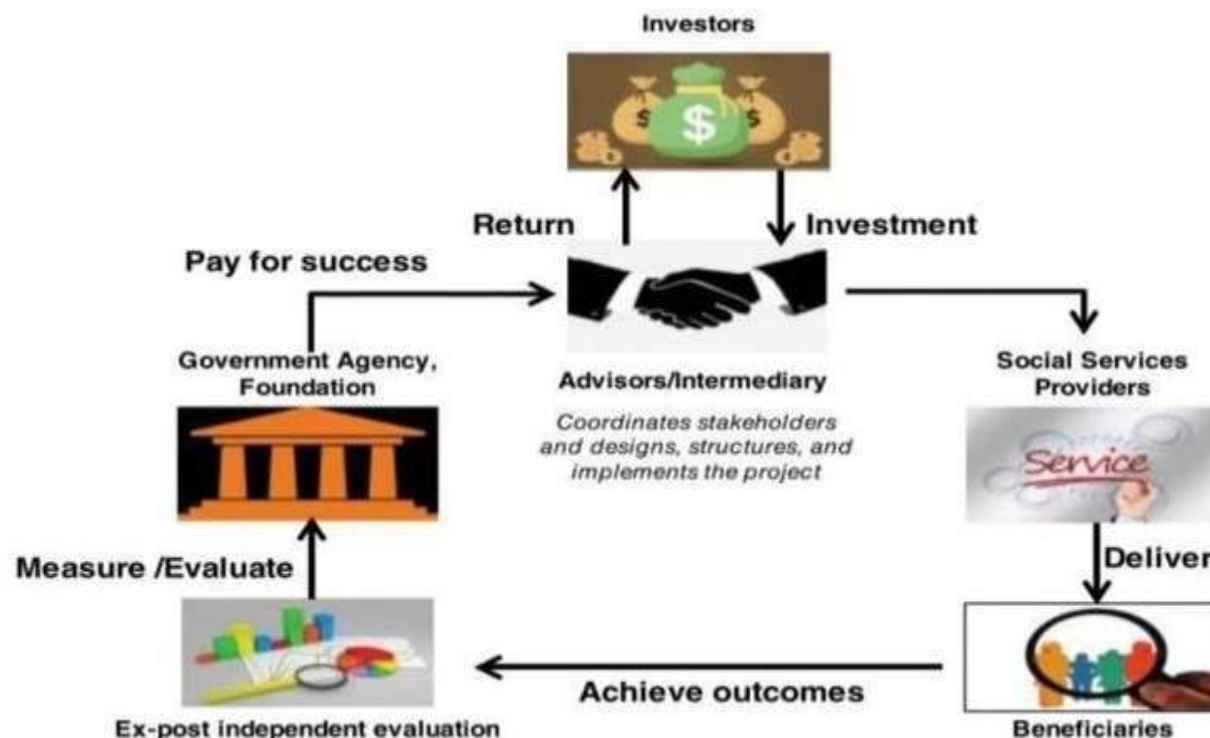 Investors
$ $ $
Return
Investment
Pay for success
Government Agency,
Foundation
Advisors/Intermediary
Coordinates stakeholders
and designs, structures, and
implements the project
Social Services
Providers
Service
Measure /Evaluate
Deliver
Achieve outcomes
Ex-post independent evaluation
Beneficiaries